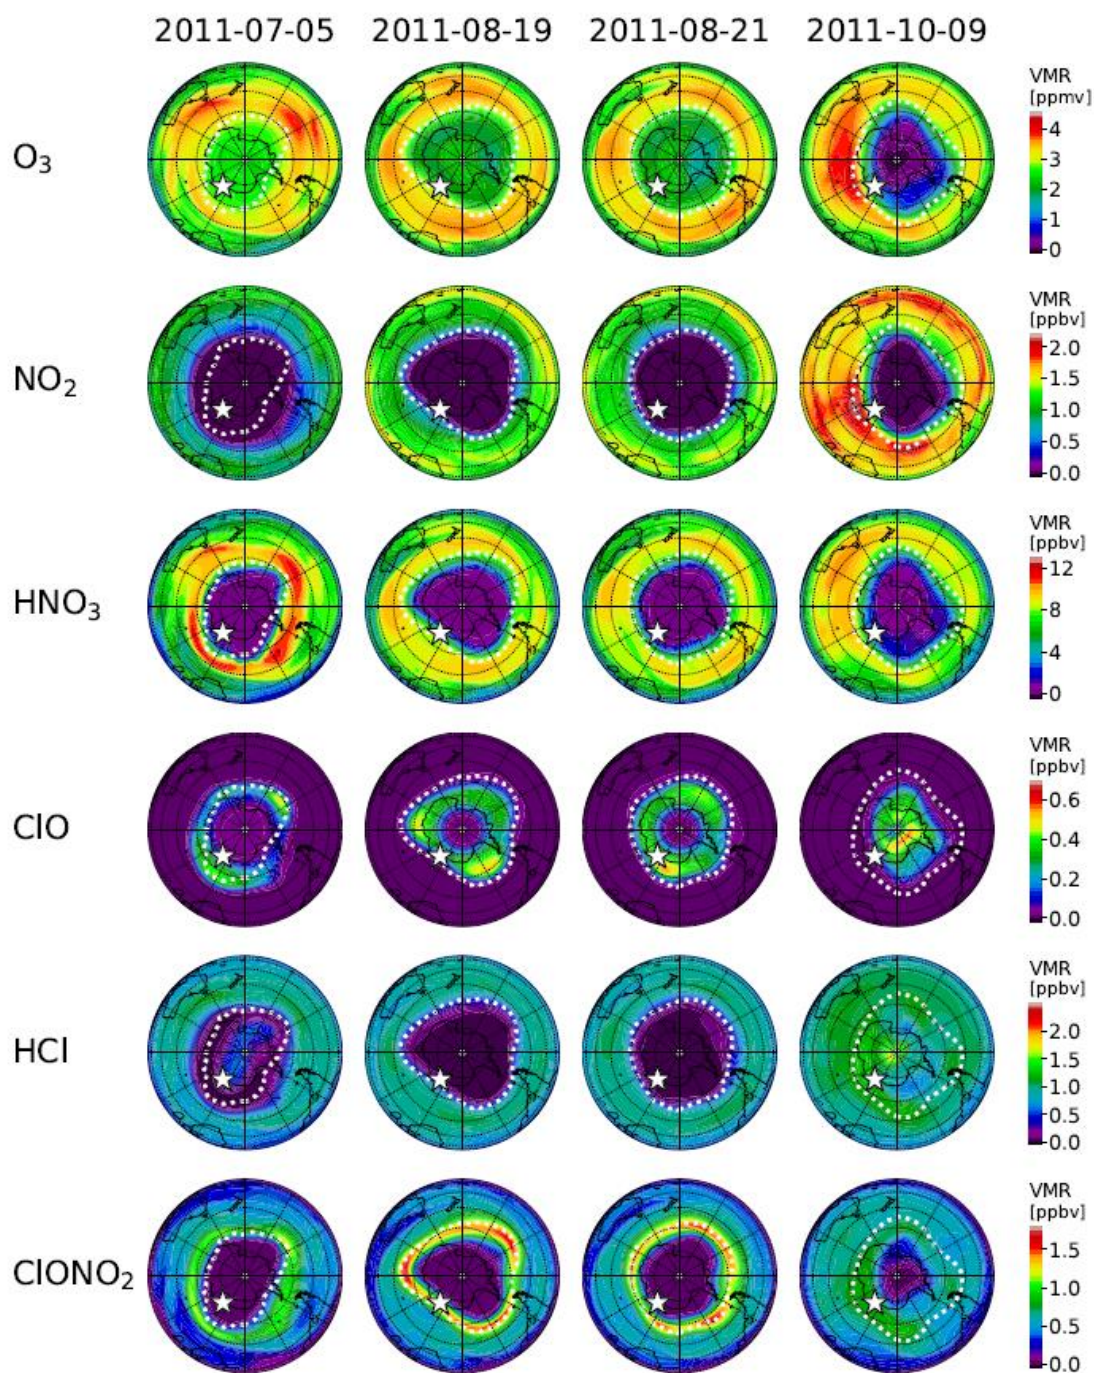 2011-07-05 2011-08-19 2011-08-21 2011-10-09
O₃
VMR
[ppmv]
4
3
2
1
0
NO₂
VMR
[ppbv]
2.0
1.5
1.0
0.5
0.0
HNO₃
VMR
[ppbv]
12
8
4
0
ClO
VMR
[ppbv]
0.6
0.4
0.2
0.0
HCl
VMR
[ppbv]
2.0
1.5
1.0
0.5
0.0
ClONO₂
VMR
[ppbv]
1.5
1.0
0.5
0.0